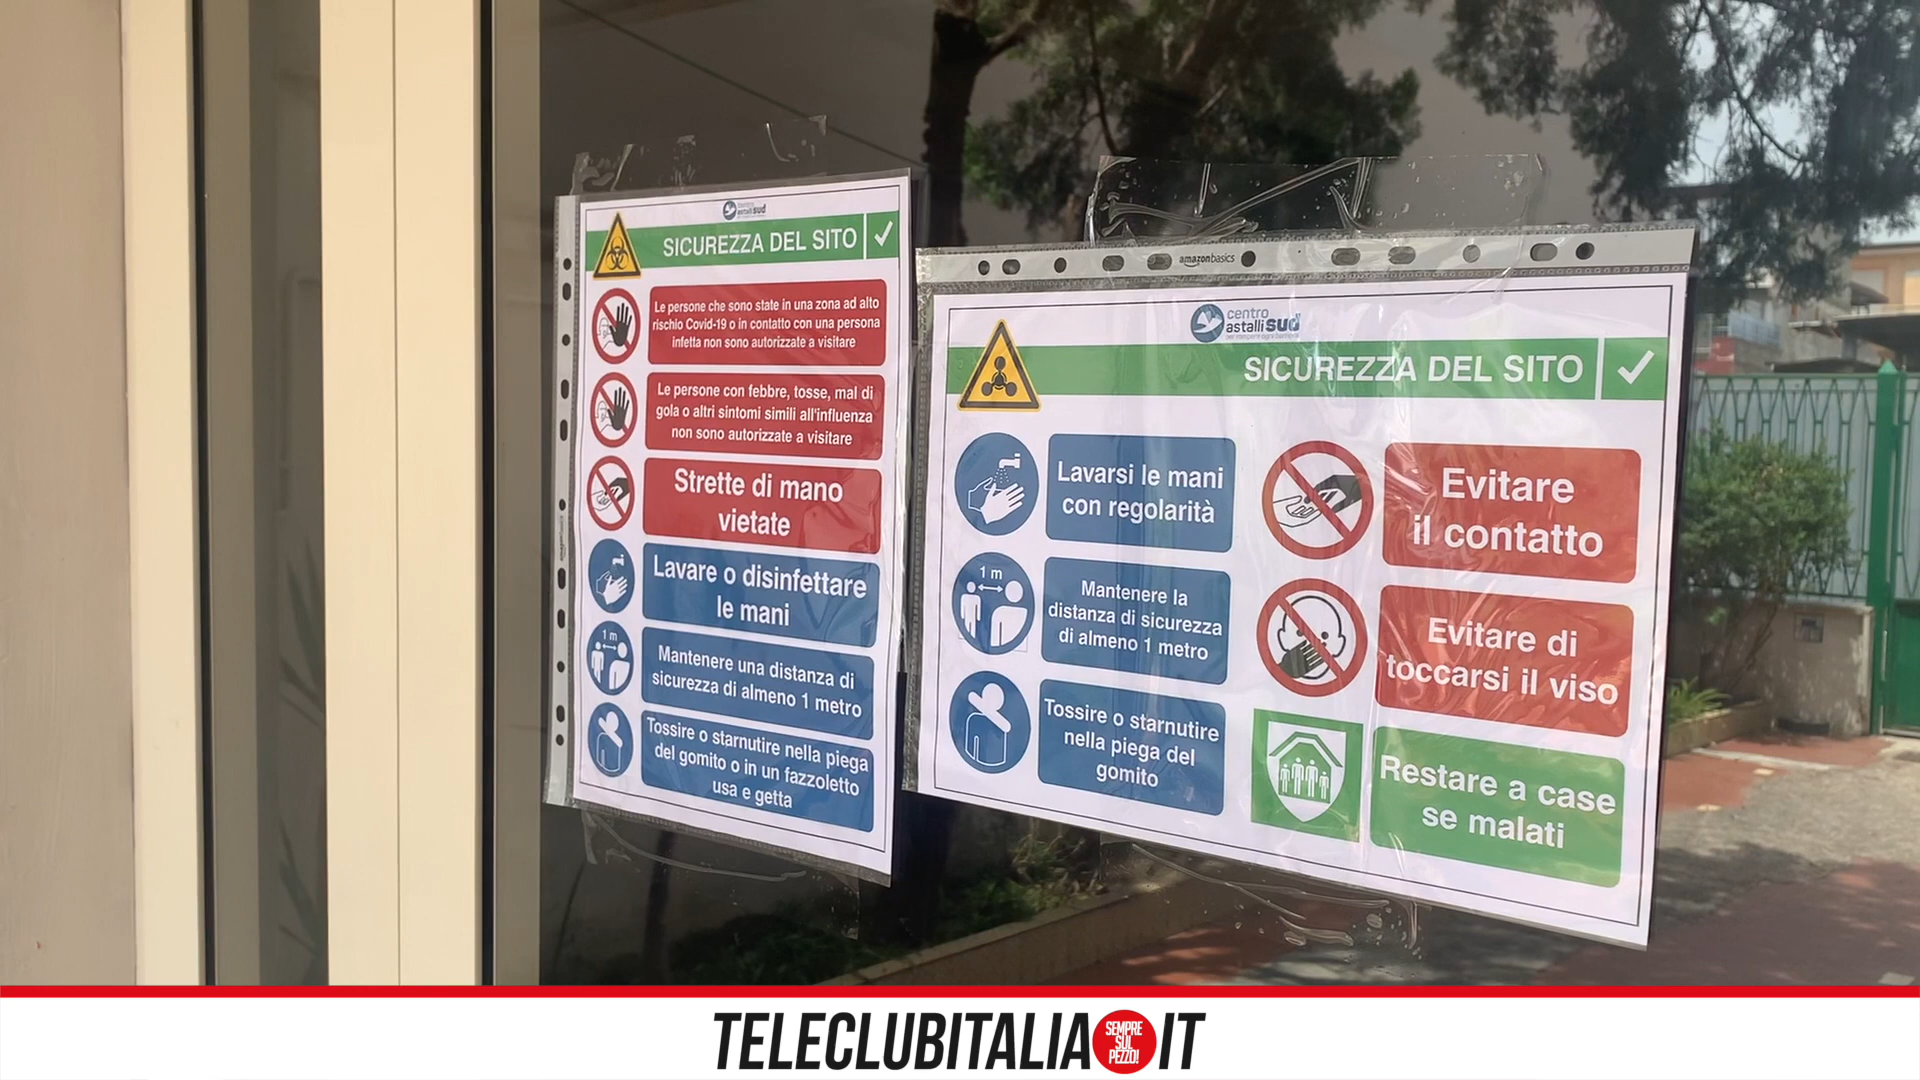 centro
astalli sud
SICUREZZA DEL SITO
Le persone che sono state in una zona ad alto
rischio Covid-19 o in contatto con una persona
infetta non sono autorizzate a visitare
Le persone con febbre, tosse, mal di
gola o altri sintomi simili all'influenza
non sono autorizzate a visitare
Strette di mano
vietate
Lavare o disinfettare
le mani
1 m
Mantenere una distanza di
sicurezza di almeno 1 metro
Tossire o starnutire nella piega
del gomito o in un fazzoletto
usa e getta
amazonbasics
centro
astalli sud
SICUREZZA DEL SITO
Lavarsi le mani
con regolarità
1 m
Mantenere la
distanza di sicurezza
di almeno 1 metro
Tossire o starnutire
nella piega del
gomito
Evitare
il contatto
Evitare di
toccarsi il viso
Restare a case
se malati
TELECLUBITALIA IT
SEMPRE
SUL
PEZZO!